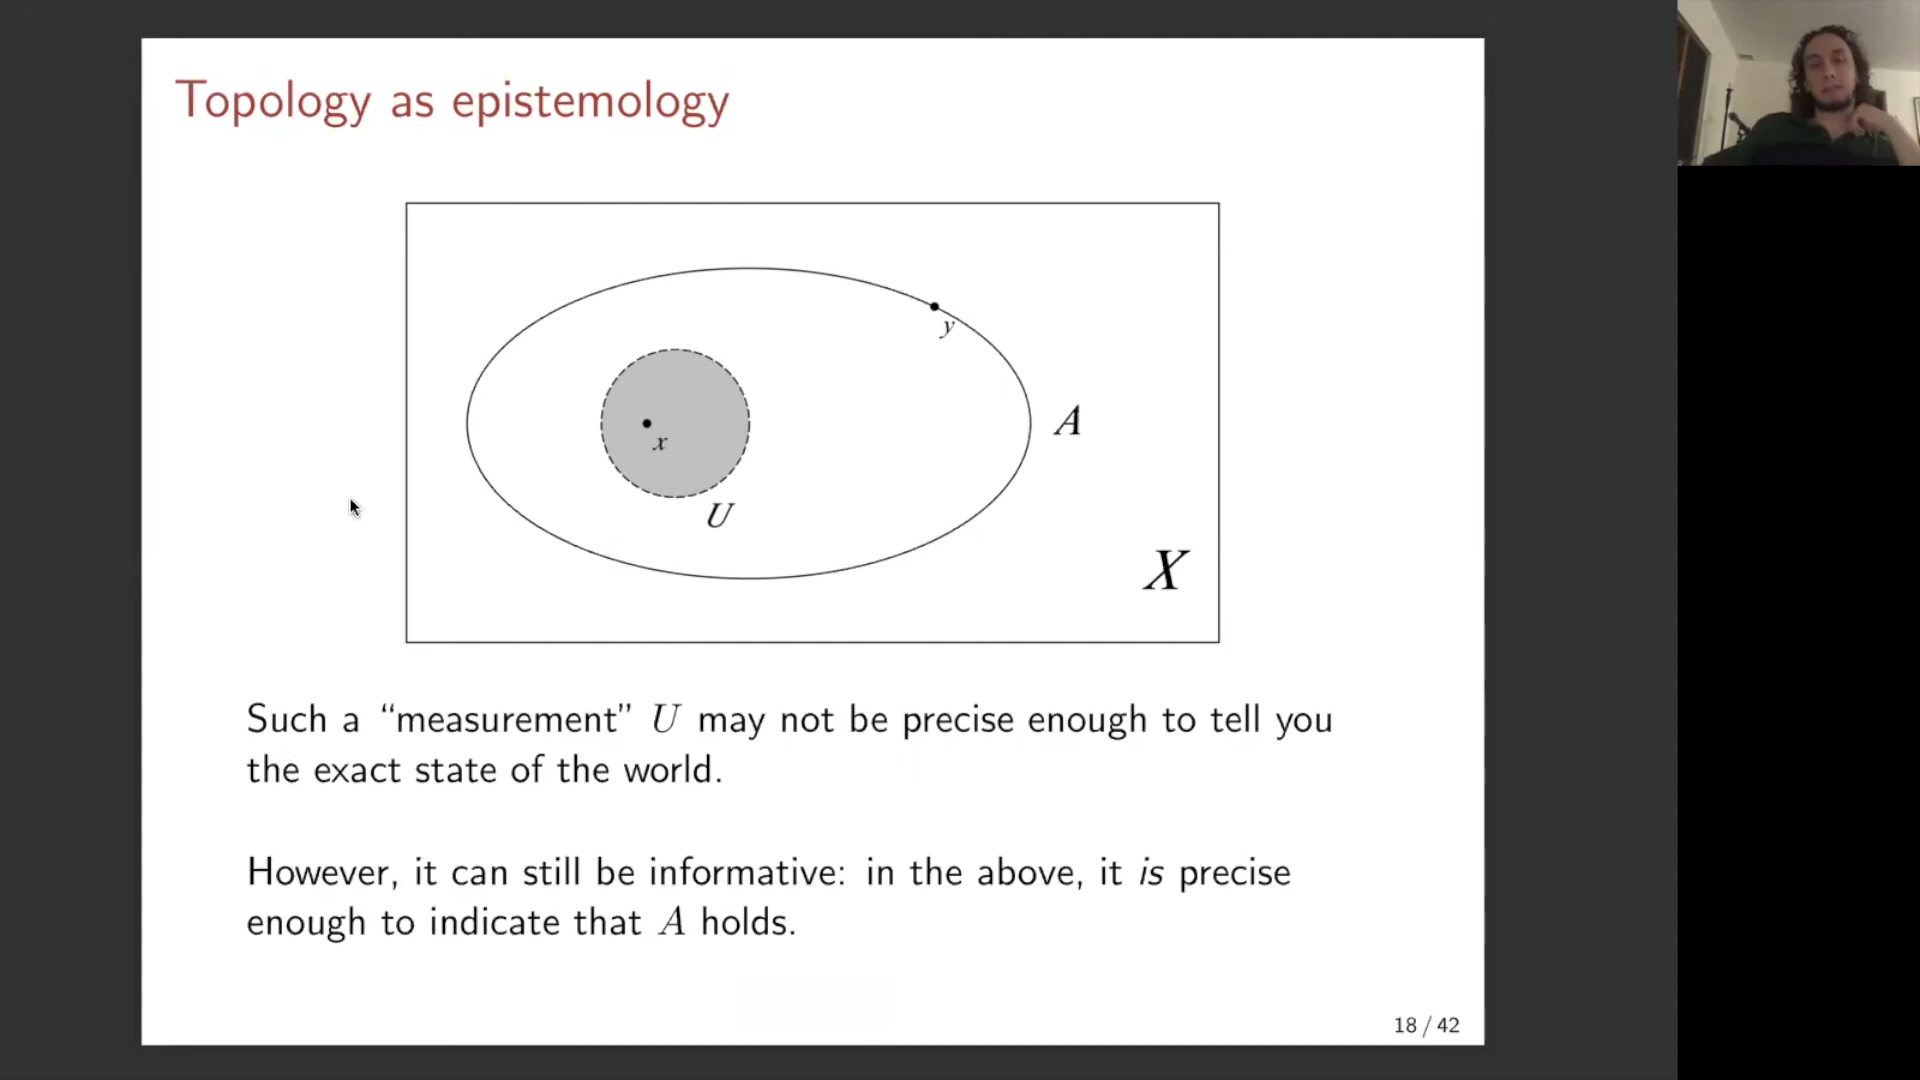 Topology as epistemology
y
x
A
U
X
Such a “measurement” U may not be precise enough to tell you
the exact state of the world.
However, it can still be informative: in the above, it is precise
enough to indicate that A holds.
18 / 42